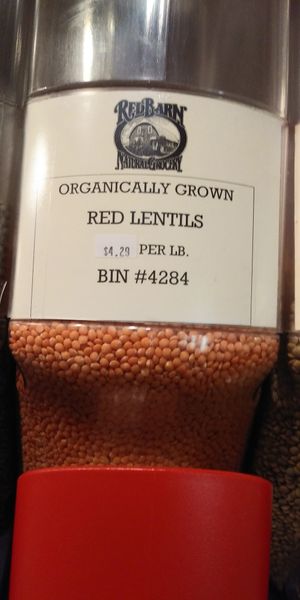 RED BARN
NATURAL GROCERY
ORGANICALLY GROWN
RED LENTILS
$4.29 PER LB.
BIN #4284